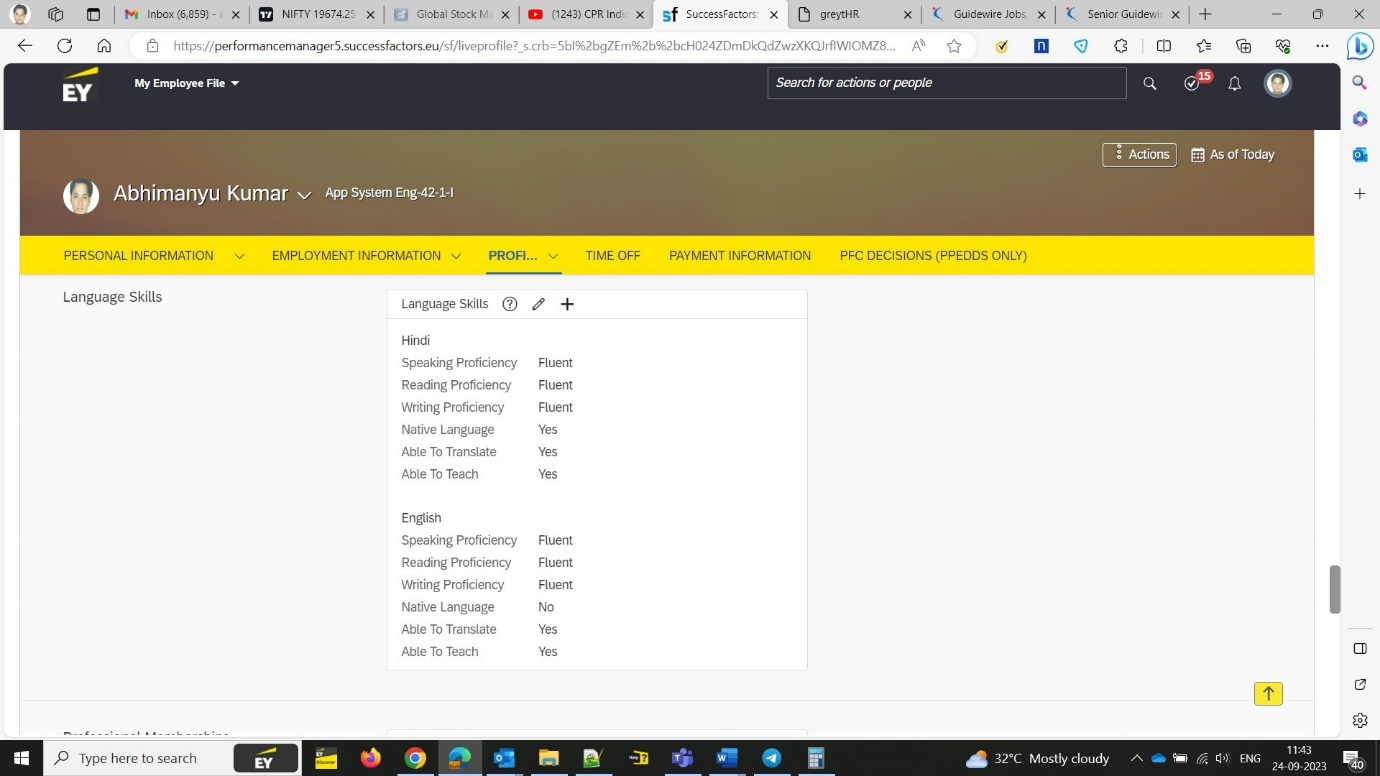 Inbox (6,859) - a
NIFTY 19674.25
Global Stock Ma
(1243) CPR Indic
sf SuccessFactors:
greytHR
Guidewire Jobs,
Senior Guidewir
https://performancemanager5.successfactors.eu/sf/liveprofile?_s.crb=5bl%2bgZEm%2b%2bcH024ZDmDkQdZwzXKQJrflWIOMZ8...
EY
My Employee File
Search for actions or people
15
Actions
As of Today
Abhimanyu Kumar
App System Eng-42-1-I
PERSONAL INFORMATION
EMPLOYMENT INFORMATION
PROFI...
TIME OFF
PAYMENT INFORMATION
PFC DECISIONS (PPEDDS ONLY)
Language Skills
Language Skills
Hindi
Speaking Proficiency Fluent
Reading Proficiency Fluent
Writing Proficiency Fluent
Native Language Yes
Able To Translate Yes
Able To Teach Yes
English
Speaking Proficiency Fluent
Reading Proficiency Fluent
Writing Proficiency Fluent
Native Language No
Able To Translate Yes
Able To Teach Yes
Type here to search
EY
32°C Mostly cloudy
ENG
11:43
24-09-2023
40